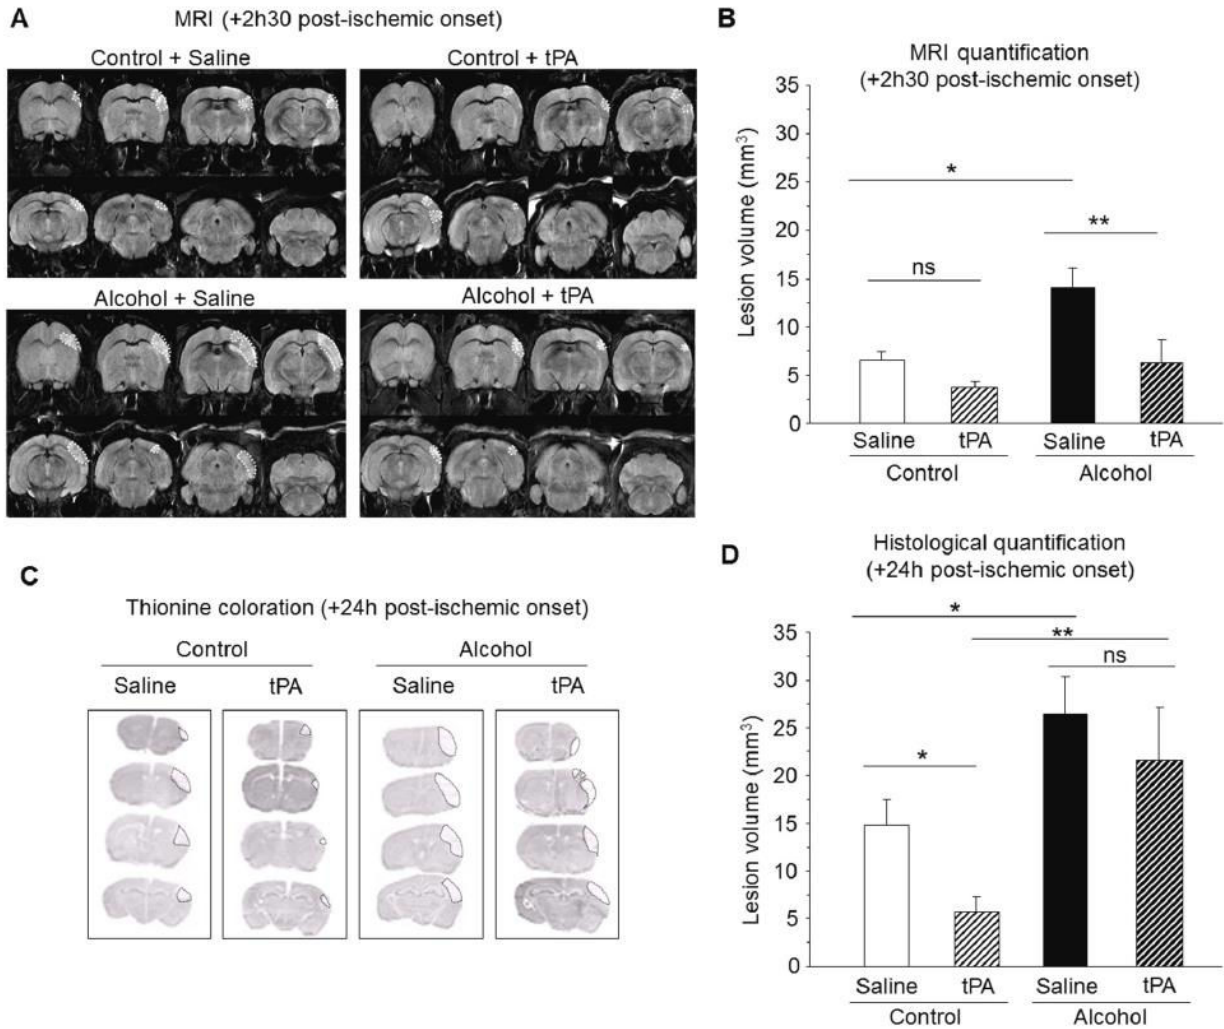 A
MRI (+2h30 post-ischemic onset)
Control + Saline
Control + tPA
Alcohol + Saline
Alcohol + tPA
B
MRI quantification
(+2h30 post-ischemic onset)
Lesion volume (mm³)
35
30
25
20
15
10
5
0
*
**
ns
Saline
tPA
Saline
tPA
Control
Alcohol
C
Thionine coloration (+24h post-ischemic onset)
Control
Alcohol
Saline
tPA
Saline
tPA
D
Histological quantification
(+24h post-ischemic onset)
Lesion volume (mm³)
35
30
25
20
15
10
5
0
*
**
ns
*
Saline
tPA
Saline
tPA
Control
Alcohol